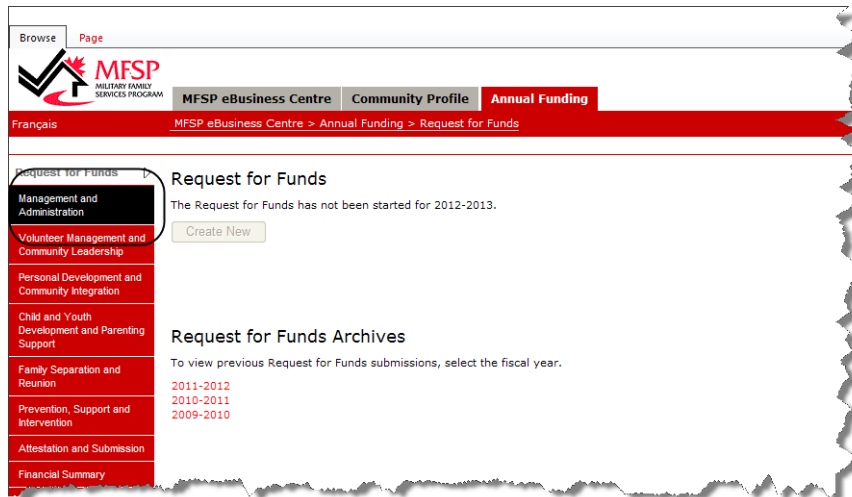 Browse Page
MFSP
MILITARY FAMILY
SERVICES PROGRAM
MFSP eBusiness Centre Community Profile Annual Funding
Français MFSP eBusiness Centre > Annual Funding > Request for Funds
Request for Funds
Management and
Administration
Volunteer Management and
Community Leadership
Personal Development and
Community Integration
Child and Youth
Development and Parenting
Support
Family Separation and
Reunion
Prevention, Support and
Intervention
Attestation and Submission
Financial Summary
Request for Funds
The Request for Funds has not been started for 2012-2013.
Create New
Request for Funds Archives
To view previous Request for Funds submissions, select the fiscal year.
2011-2012
2010-2011
2009-2010